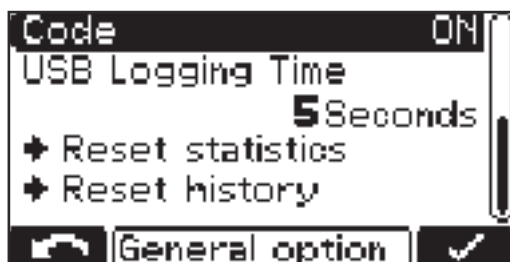 Code ON
USB Logging Time
5 Seconds
Reset statistics
Reset history
General option